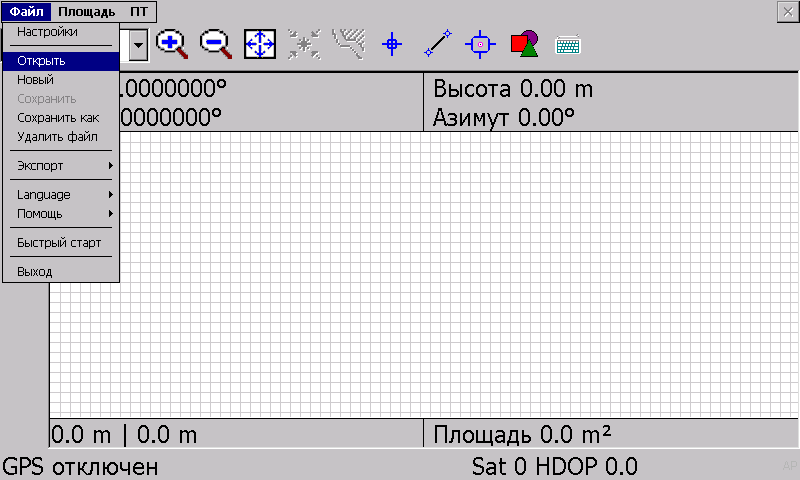 Файл Площадь ПТ
Настройки
Открыть
Новый
Сохранить
Сохранить как
Удалить файл
Экспорт
Language
Помощь
Быстрый старт
Выход
.0000000°
0000000°
Высота 0.00 m
Азимут 0.00°
0.0 m | 0.0 m
Площадь 0.0 m²
GPS отключен
Sat 0 HDOP 0.0
AP